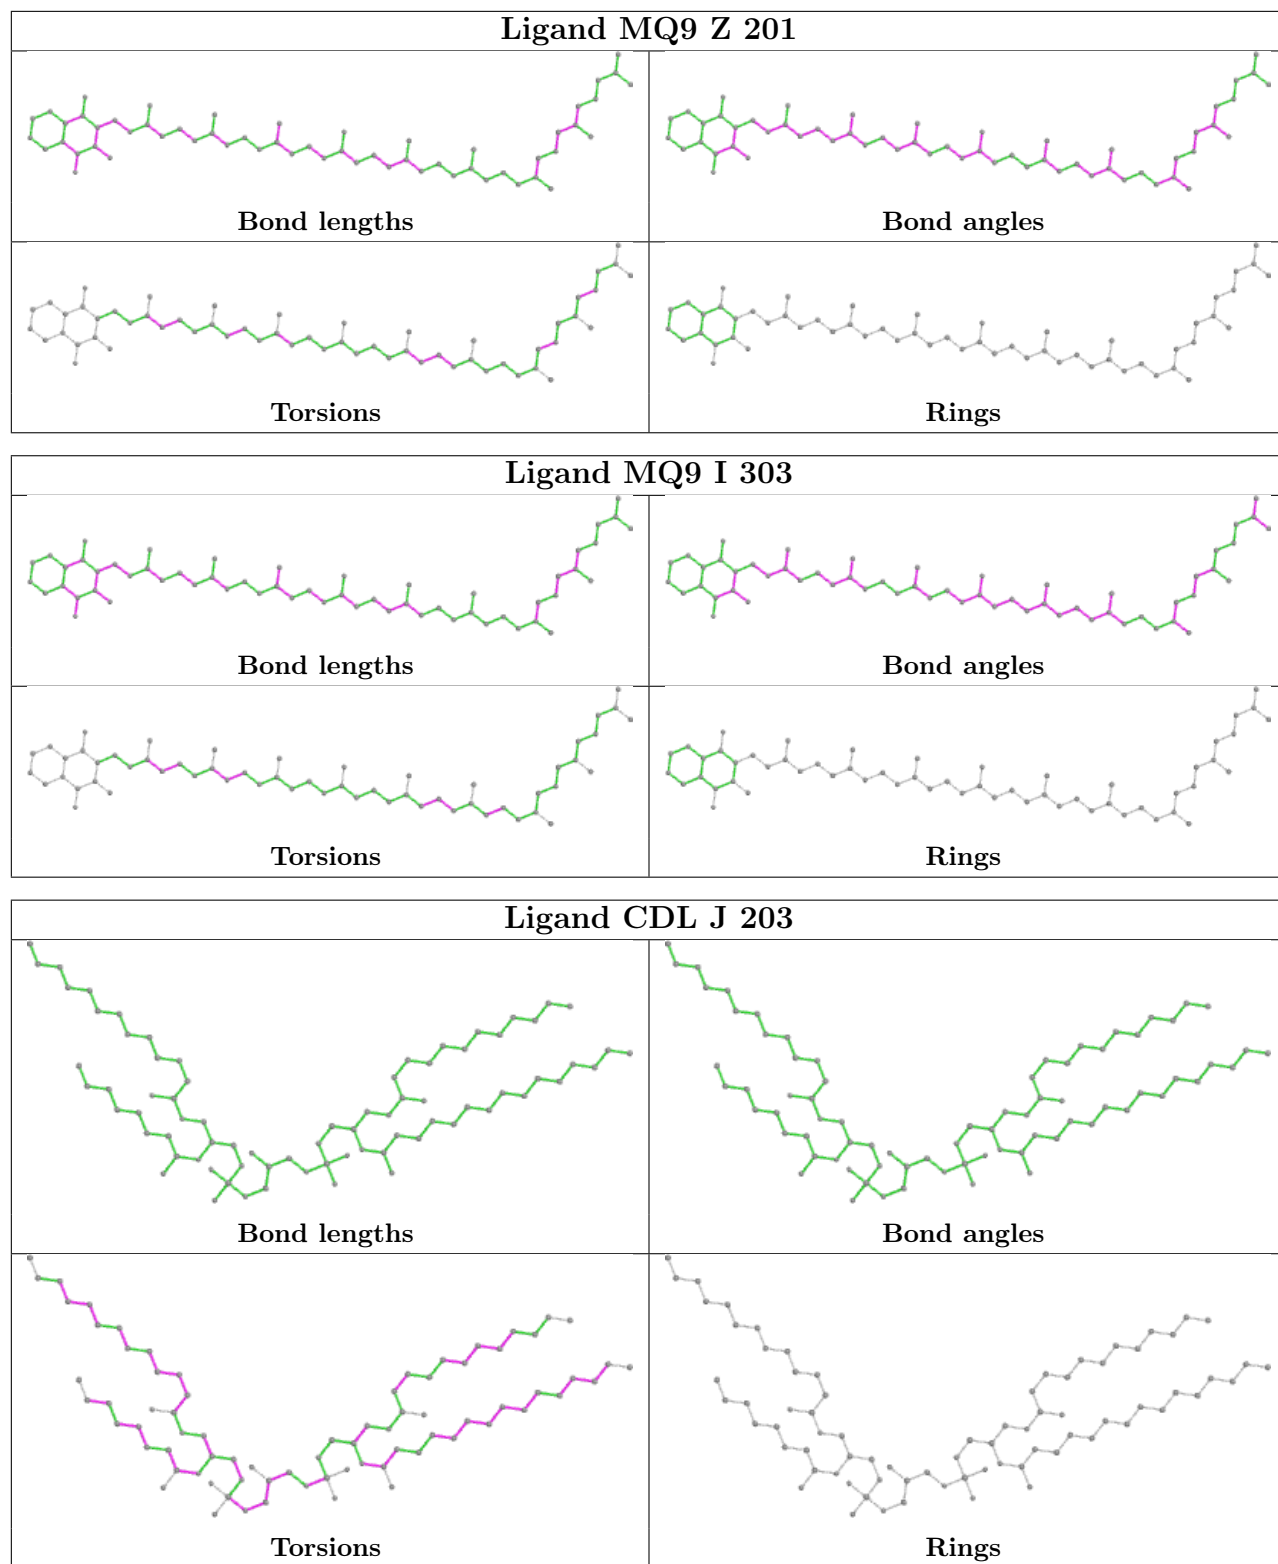 Ligand MQ9 Z 201
Bond lengths
Bond angles
Torsions
Rings
Ligand MQ9 I 303
Bond lengths
Bond angles
Torsions
Rings
Ligand CDL J 203
Bond lengths
Bond angles
Torsions
Rings